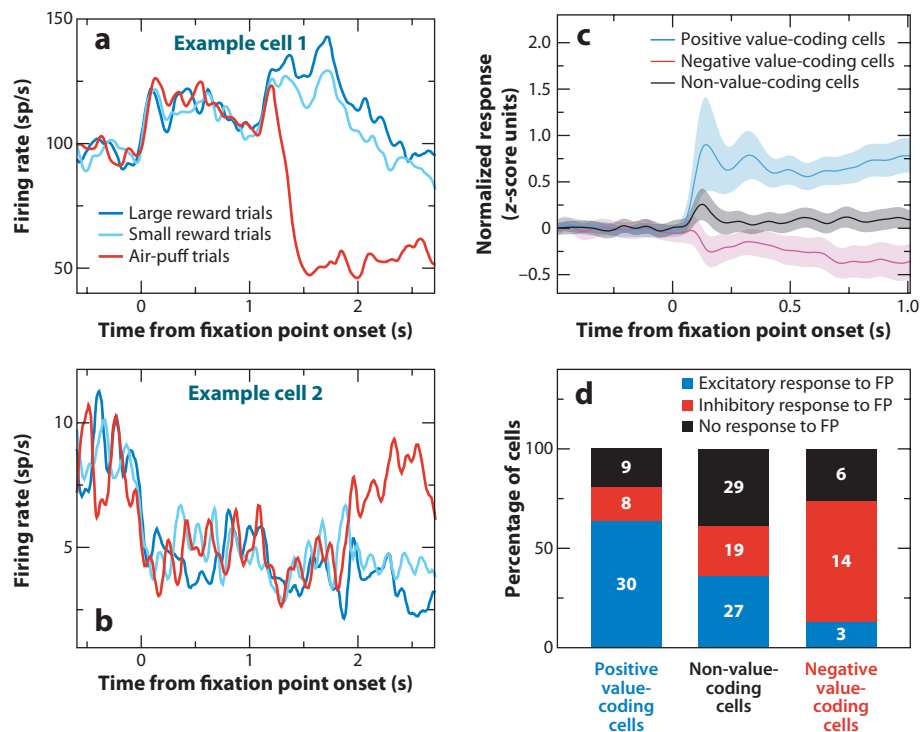 a
Example cell 1
150
100
50
Firing rate (sp/s)
Large reward trials
Small reward trials
Air-puff trials
0
1
2
Time from fixation point onset (s)
c
Positive value-coding cells
Negative value-coding cells
Non-value-coding cells
2.0
1.5
1.0
0.5
0
–0.5
Normalized response
(z-score units)
0
0.5
1.0
Time from fixation point onset (s)
b
Example cell 2
10
5
Firing rate (sp/s)
0
1
2
Time from fixation point onset (s)
d
Excitatory response to FP
Inhibitory response to FP
No response to FP
100
50
0
Percentage of cells
9
8
30
29
19
27
6
14
3
Positive
value-
coding
cells
Non-value-
coding
cells
Negative
value-
coding
cells